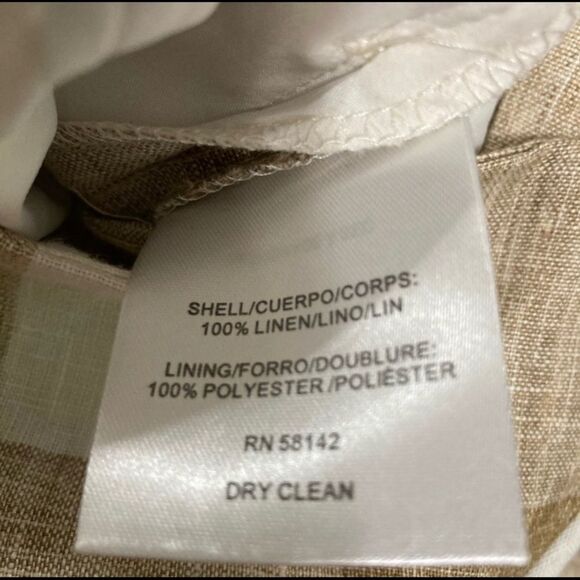 SHELL/CUERPO/CORPS:
100% LINEN/LINO/LIN
LINING/FORRO/DOUBLURE:
100% POLYESTER/POLIÉSTER
RN 58142
DRY CLEAN